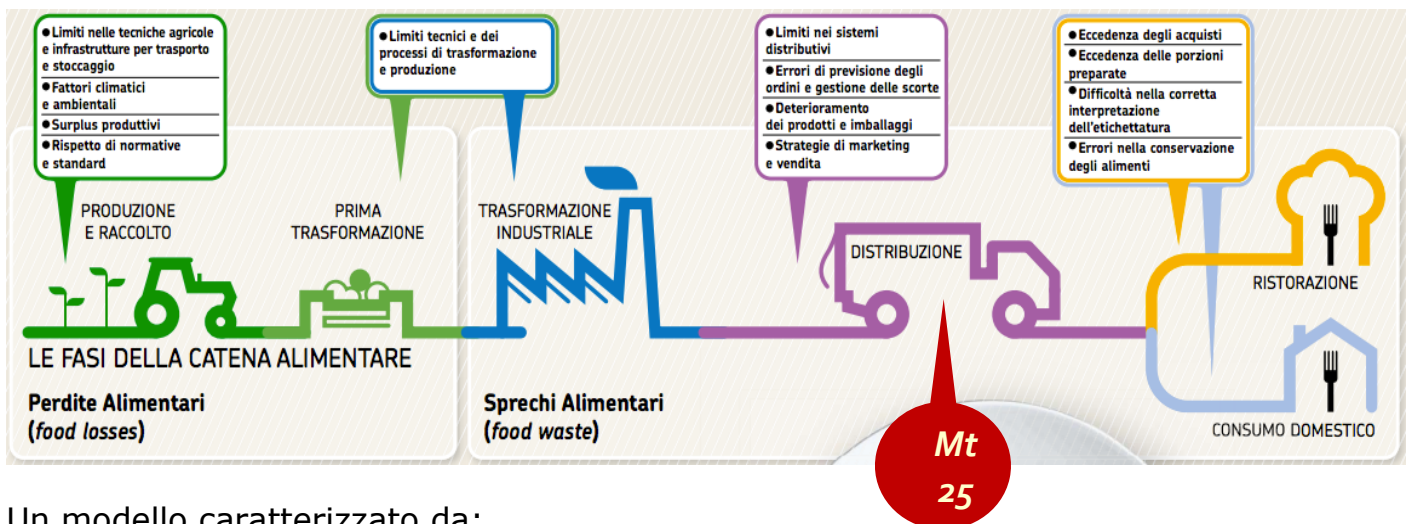 ● Limiti nelle tecniche agricole
e infrastrutture per trasporto
e stoccaggio
● Fattori climatici
e ambientali
● Surplus produttivi
● Rispetto di normative
e standard
● Limiti tecnici e dei
processi di trasformazione
e produzione
● Limiti nei sistemi
distributivi
● Errori di previsione degli
ordini e gestione delle scorte
● Deterioramento
dei prodotti e imballaggi
● Strategie di marketing
e vendita
● Eccedenza degli acquisti
● Eccedenza delle porzioni
preparate
● Difficoltà nella corretta
interpretazione
dell'etichettatura
● Errori nella conservazione
degli alimenti
PRODUZIONE
E RACCOLTO
PRIMA
TRASFORMAZIONE
TRASFORMAZIONE
INDUSTRIALE
DISTRIBUZIONE
RISTORAZIONE
CONSUMO DOMESTICO
LE FASI DELLA CATENA ALIMENTARE
Perdite Alimentari
(food losses)
Sprechi Alimentari
(food waste)
Mt
25
Un modello caratterizzato da: